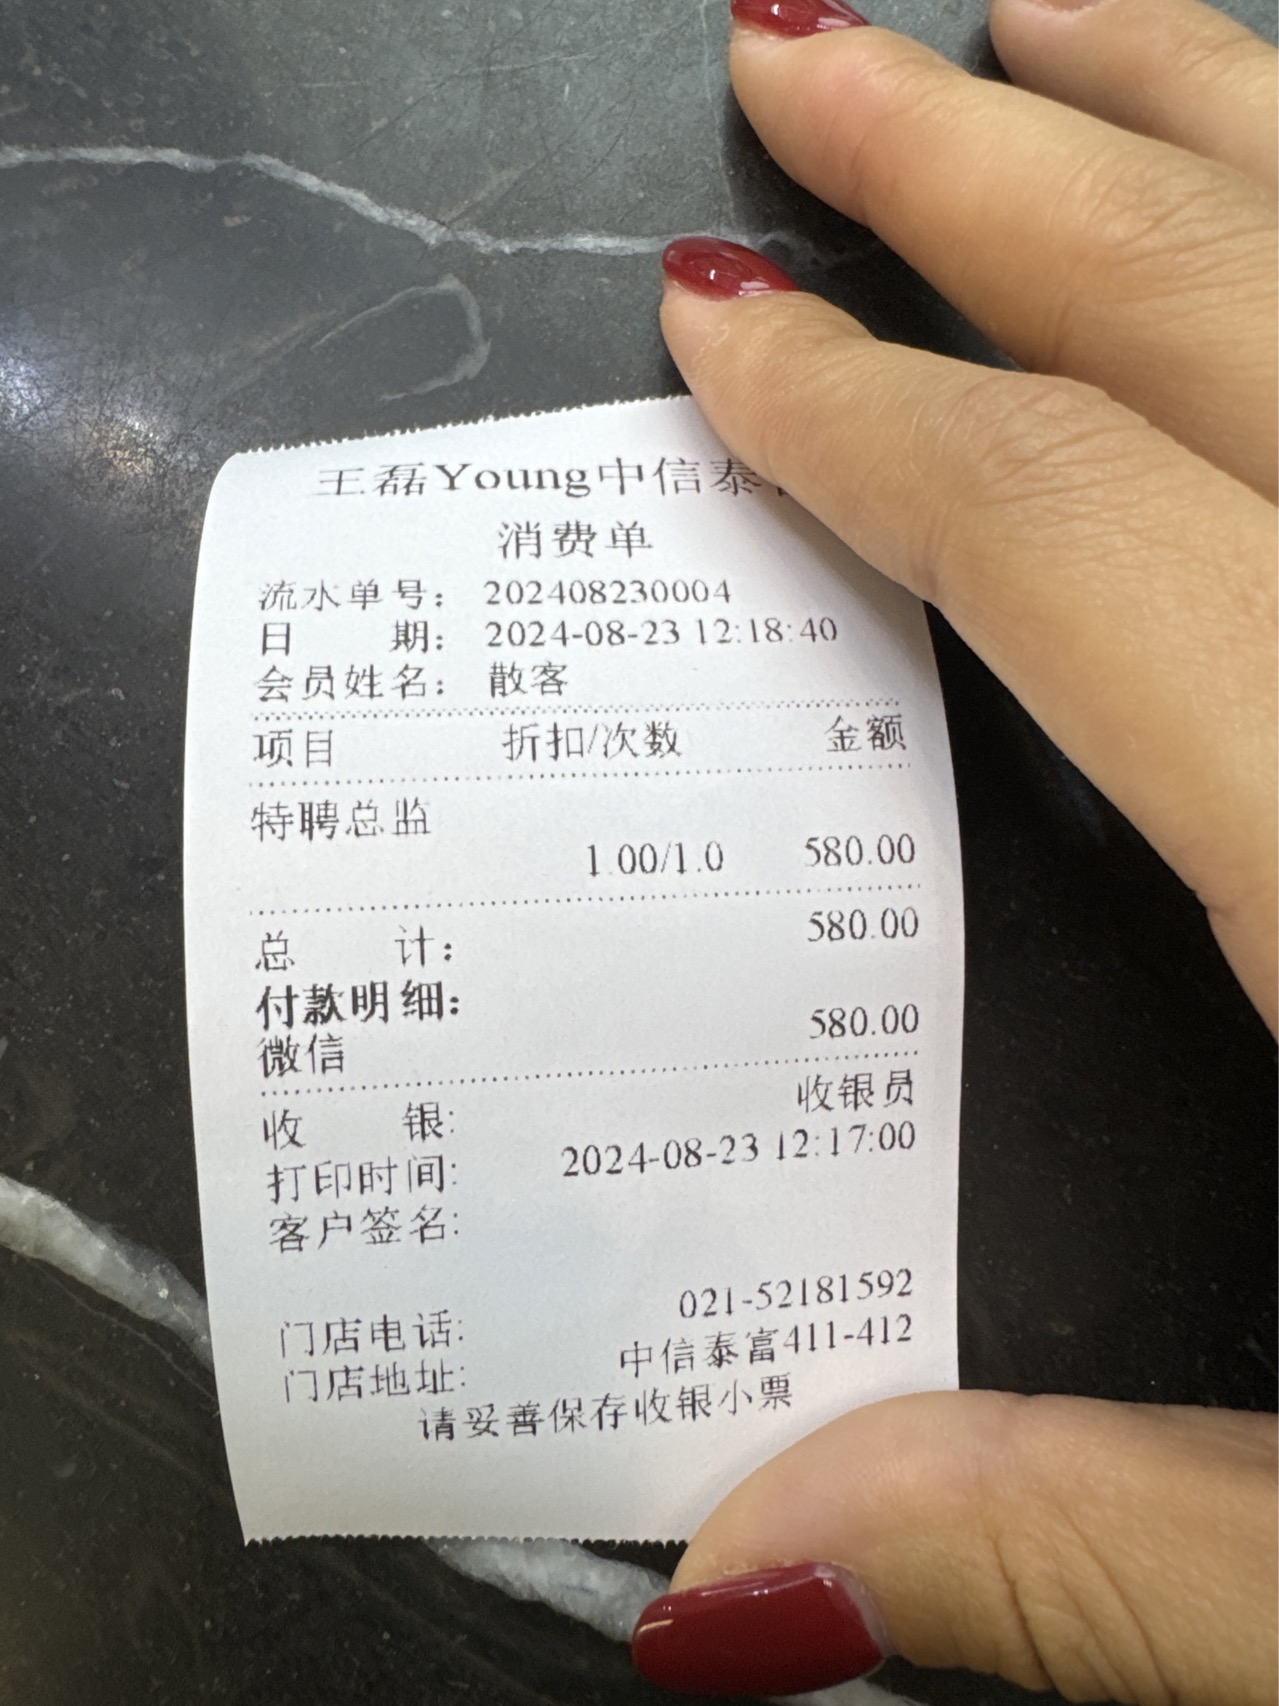 王磊Young中信泰
消费单
流水单号： 202408230004
日 期： 2024-08-23 12:18:40
会员姓名： 散客
项目 折扣/次数 金额
特聘总监
1.00/1.0 580.00
总 计： 580.00
付款明细：
微信 580.00
收 银: 收银员
打印时间: 2024-08-23 12:17:00
客户签名:
门店电话: 021-52181592
门店地址: 中信泰富411-412
请妥善保存收银小票